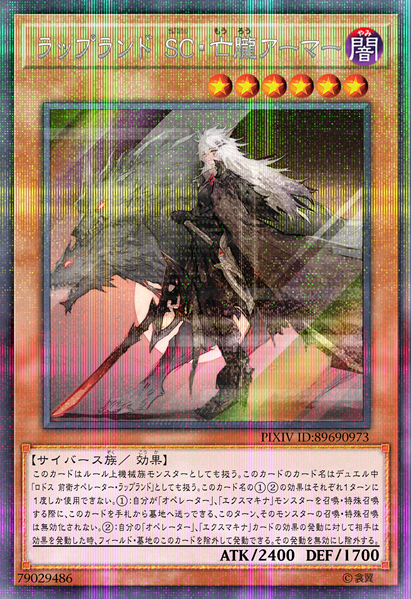 ラップランド SC・亡朧アーマー
もう ろう
闇
やみ
PIXIV ID:89690973
【サイバース族／効果】
このカードはルール上機械族モンスターとしても扱う。このカードのカード名はデュエル中
「ロドス 前衛オペレーター・ラップランド」としても扱う。このカード名の①②の効果はそれぞれ1ターンに
1度しか使用できない。①:自分が「オペレーター」、「エクスマキナ」モンスターを召喚・特殊召喚
する際に、このカードを手札から墓地へ送ってできる、このターン、そのモンスターの召喚・特殊召喚
は無効化されない。②:自分の「オペレーター」、「エクスマキナ」カードの効果の発動に対して相手は
効果を発動した時、フィールド・墓地のこのカードを除外して発動できる。その発動を無効にし除外する。
ATK/2400 DEF/1700
79029486
©袞翼